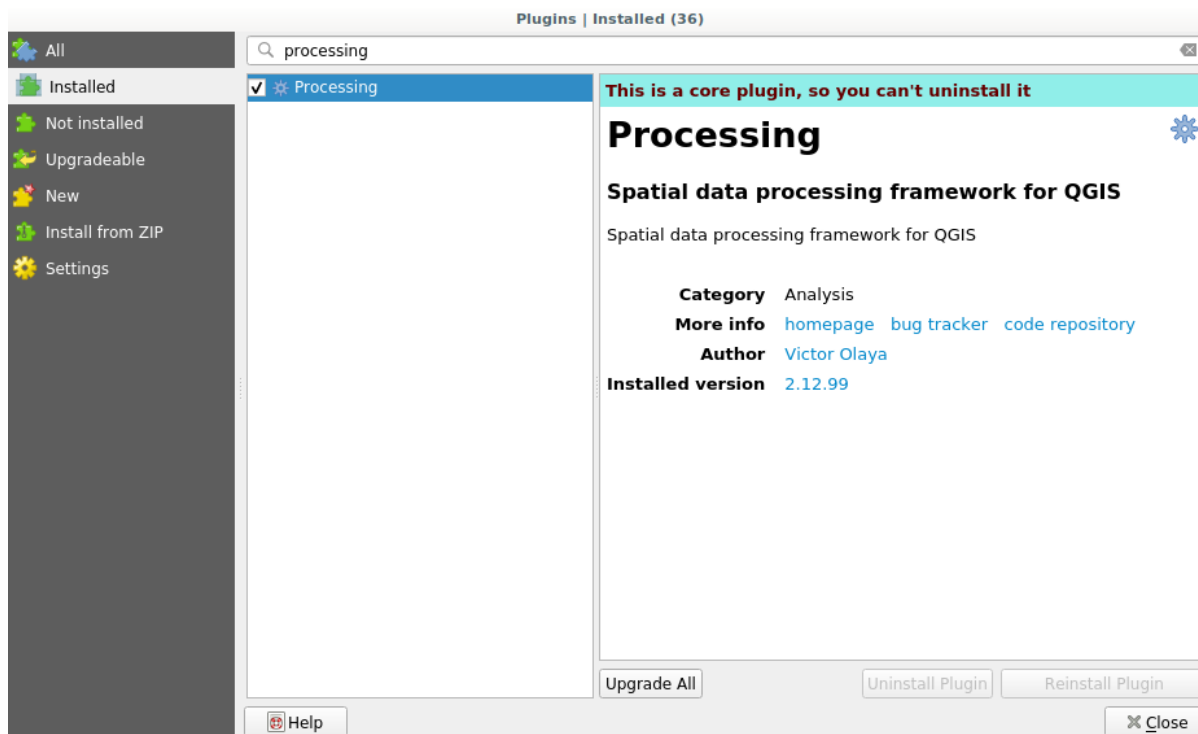 Plugins | Installed (36)
All
Installed
Not installed
Upgradeable
New
Install from ZIP
Settings
processing
Processing
This is a core plugin, so you can't uninstall it
Processing
Spatial data processing framework for QGIS
Spatial data processing framework for QGIS
Category Analysis
More info homepage bug tracker code repository
Author Victor Olaya
Installed version 2.12.99
Upgrade All Uninstall Plugin Reinstall Plugin
Help Close